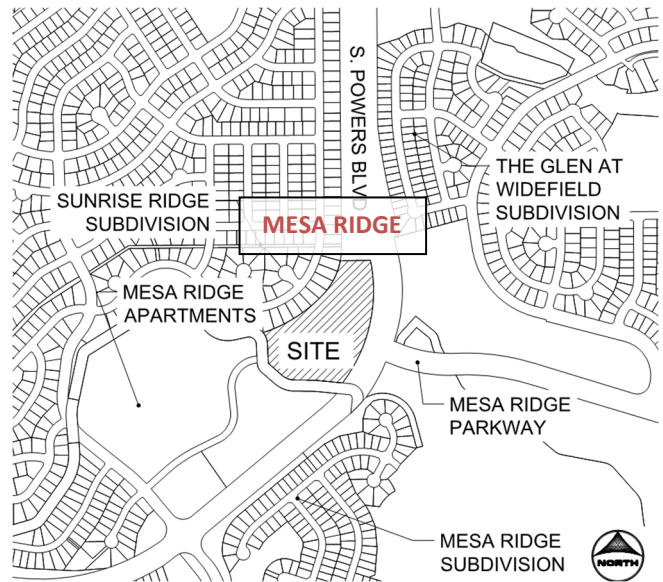 S. POWERS BLVD
THE GLEN AT
WIDEFIELD
SUBDIVISION
SUNRISE RIDGE
SUBDIVISION
MESA RIDGE
MESA RIDGE
APARTMENTS
SITE
MESA RIDGE
PARKWAY
MESA RIDGE
SUBDIVISION
NORTH